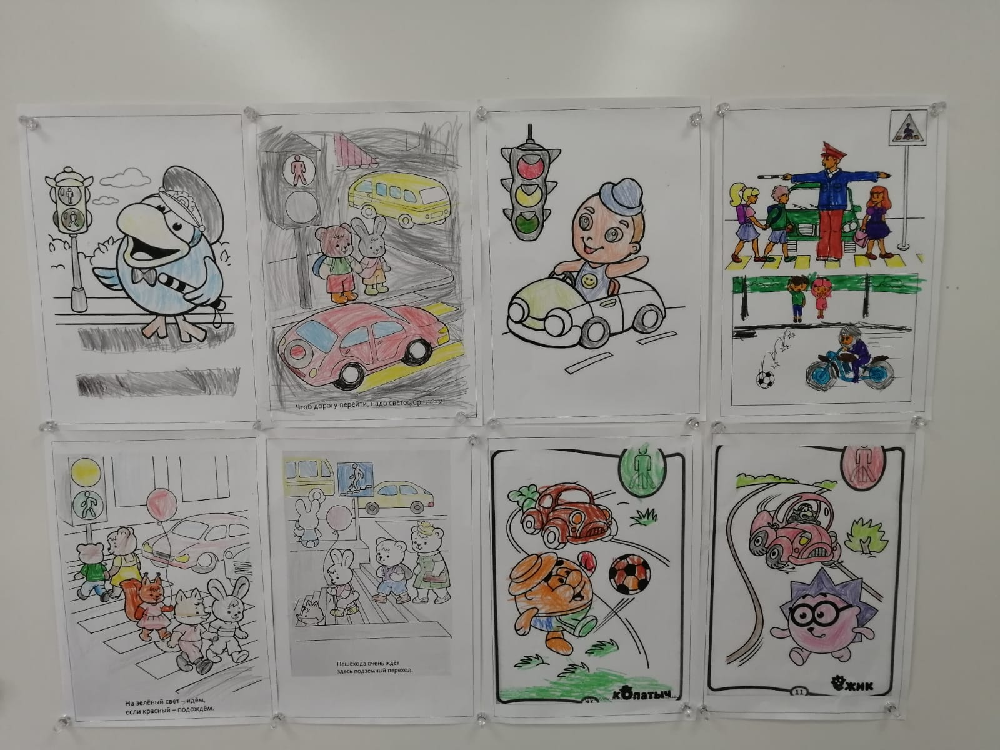 Чтоб дорогу перейти, надо светофор найти!
На зелёный свет – идём,
если красный – подождём.
Пешехода очень ждёт
здесь подземный переход.
копатыч
ёжик
11